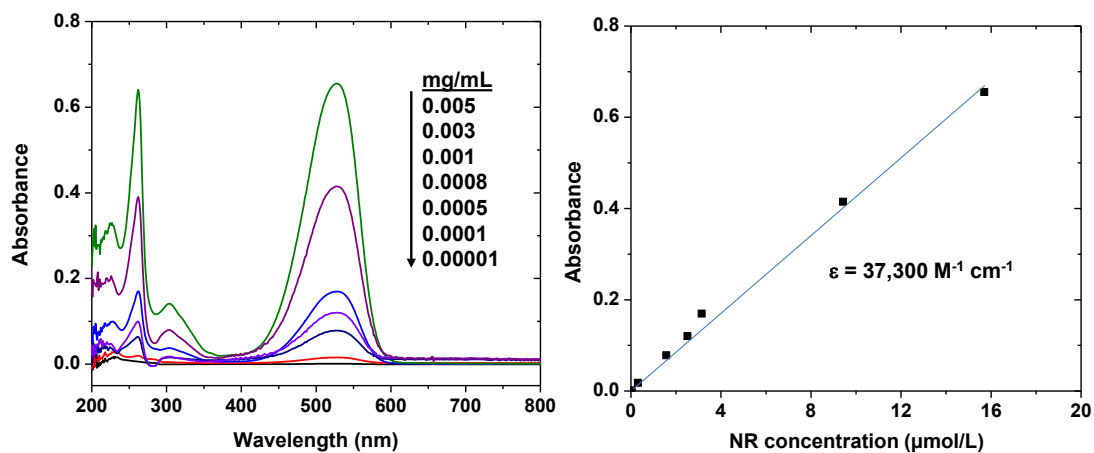 0.8
0.6
0.4
0.2
0.0
200 300 400 500 600 700 800
Absorbance
Wavelength (nm)
mg/mL
0.005
0.003
0.001
0.0008
0.0005
0.0001
0.00001
0.8
0.6
0.4
0.2
0.0
0 4 8 12 16 20
Absorbance
NR concentration (µmol/L)
ε = 37,300 M⁻¹ cm⁻¹